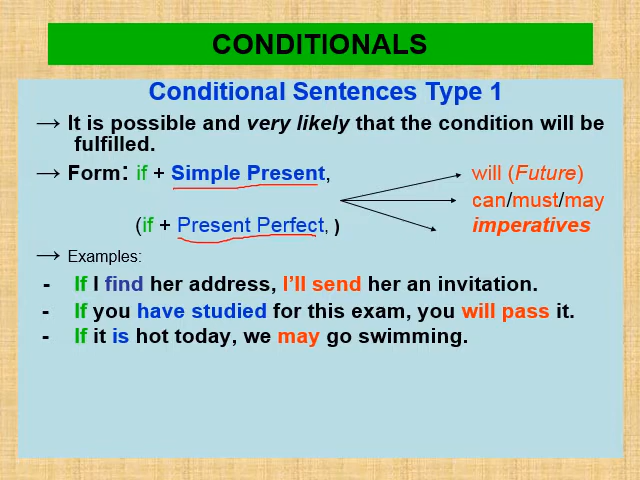 CONDITIONALS
Conditional Sentences Type 1
→ It is possible and very likely that the condition will be
fulfilled.
→ Form: if + Simple Present, will (Future)
can/must/may
(if + Present Perfect, ) imperatives
→ Examples:
- If I find her address, I’ll send her an invitation.
- If you have studied for this exam, you will pass it.
- If it is hot today, we may go swimming.